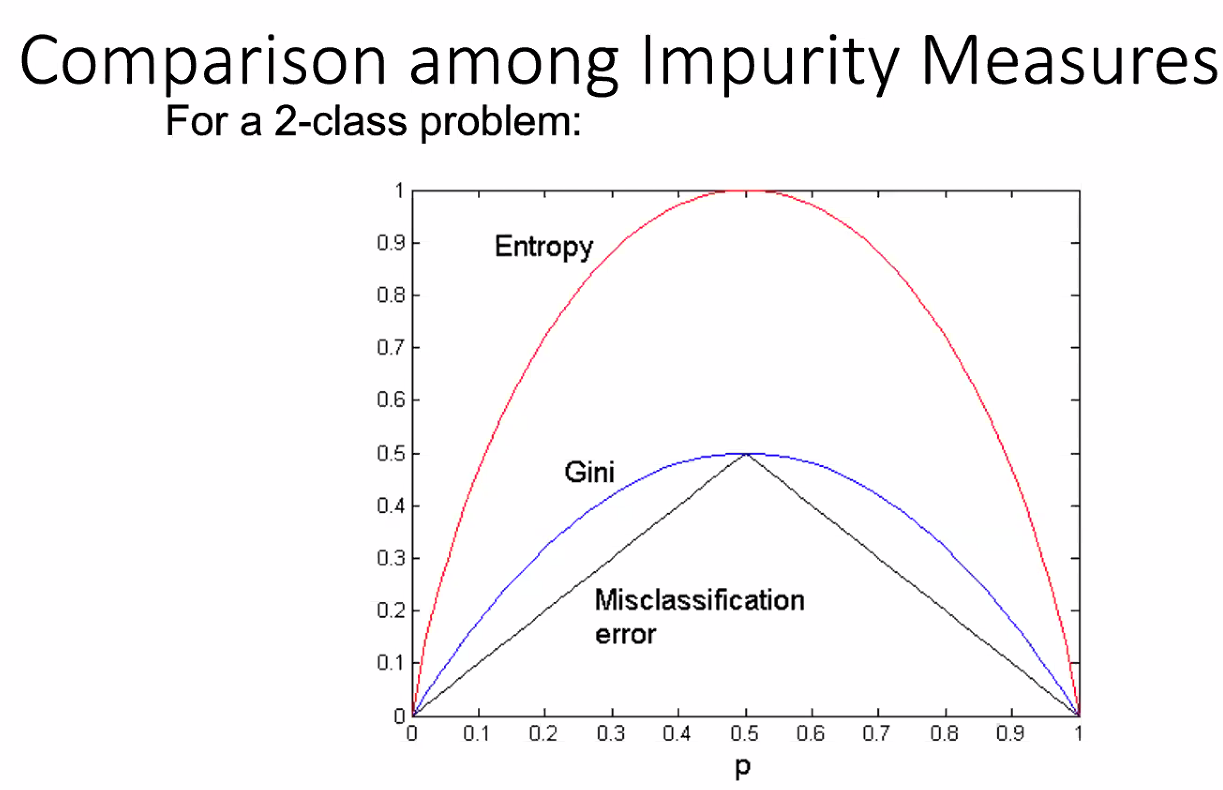 Comparison among Impurity Measures
For a 2-class problem:
1
0.9
Entropy
0.8
0.7
0.6
0.5
Gini
0.4
0.3
Misclassification
0.2
error
0.1
0
0 0.1 0.2 0.3 0.4 0.5 0.6 0.7 0.8 0.9 1
p